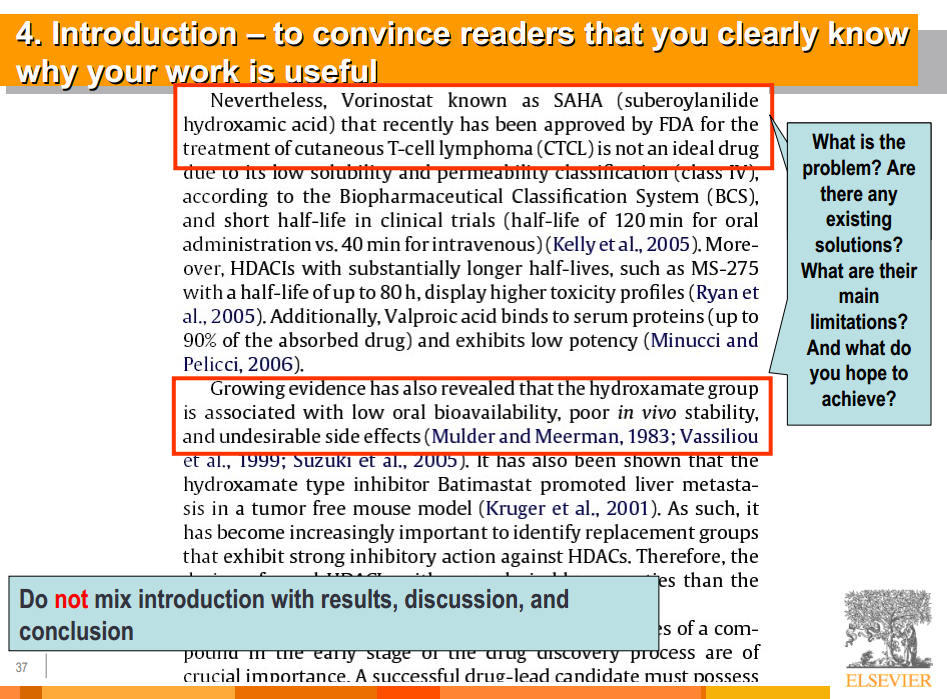 4. Introduction – to convince readers that you clearly know
why your work is useful
Nevertheless, Vorinostat known as SAHA (suberoylanilide
hydroxamic acid) that recently has been approved by FDA for the
treatment of cutaneous T-cell lymphoma (CTCL) is not an ideal drug
due to its low solubility and permeability classification (class IV),
according to the Biopharmaceutical Classification System (BCS),
and short half-life in clinical trials (half-life of 120 min for oral
administration vs. 40 min for intravenous) (Kelly et al., 2005). More-
over, HDACIs with substantially longer half-lives, such as MS-275
with a half-life of up to 80 h, display higher toxicity profiles (Ryan et
al., 2005). Additionally, Valproic acid binds to serum proteins (up to
90% of the absorbed drug) and exhibits low potency (Minucci and
Pelicci, 2006).
Growing evidence has also revealed that the hydroxamate group
is associated with low oral bioavailability, poor in vivo stability,
and undesirable side effects (Mulder and Meerman, 1983; Vassiliou
et al., 1999; Suzuki et al., 2005). It has also been shown that the
hydroxamate type inhibitor Batimastat promoted liver metasta-
sis in a tumor free mouse model (Kruger et al., 2001). As such, it
has become increasingly important to identify replacement groups
that exhibit strong inhibitory action against HDACs. Therefore, the
than the
of a com-
pound in the early stage of the drug discovery process are of
crucial importance. A successful drug-lead candidate must possess
What is the
problem? Are
there any
existing
solutions?
What are their
main
limitations?
And what do
you hope to
achieve?
Do not mix introduction with results, discussion, and
conclusion
37
ELSEVIER